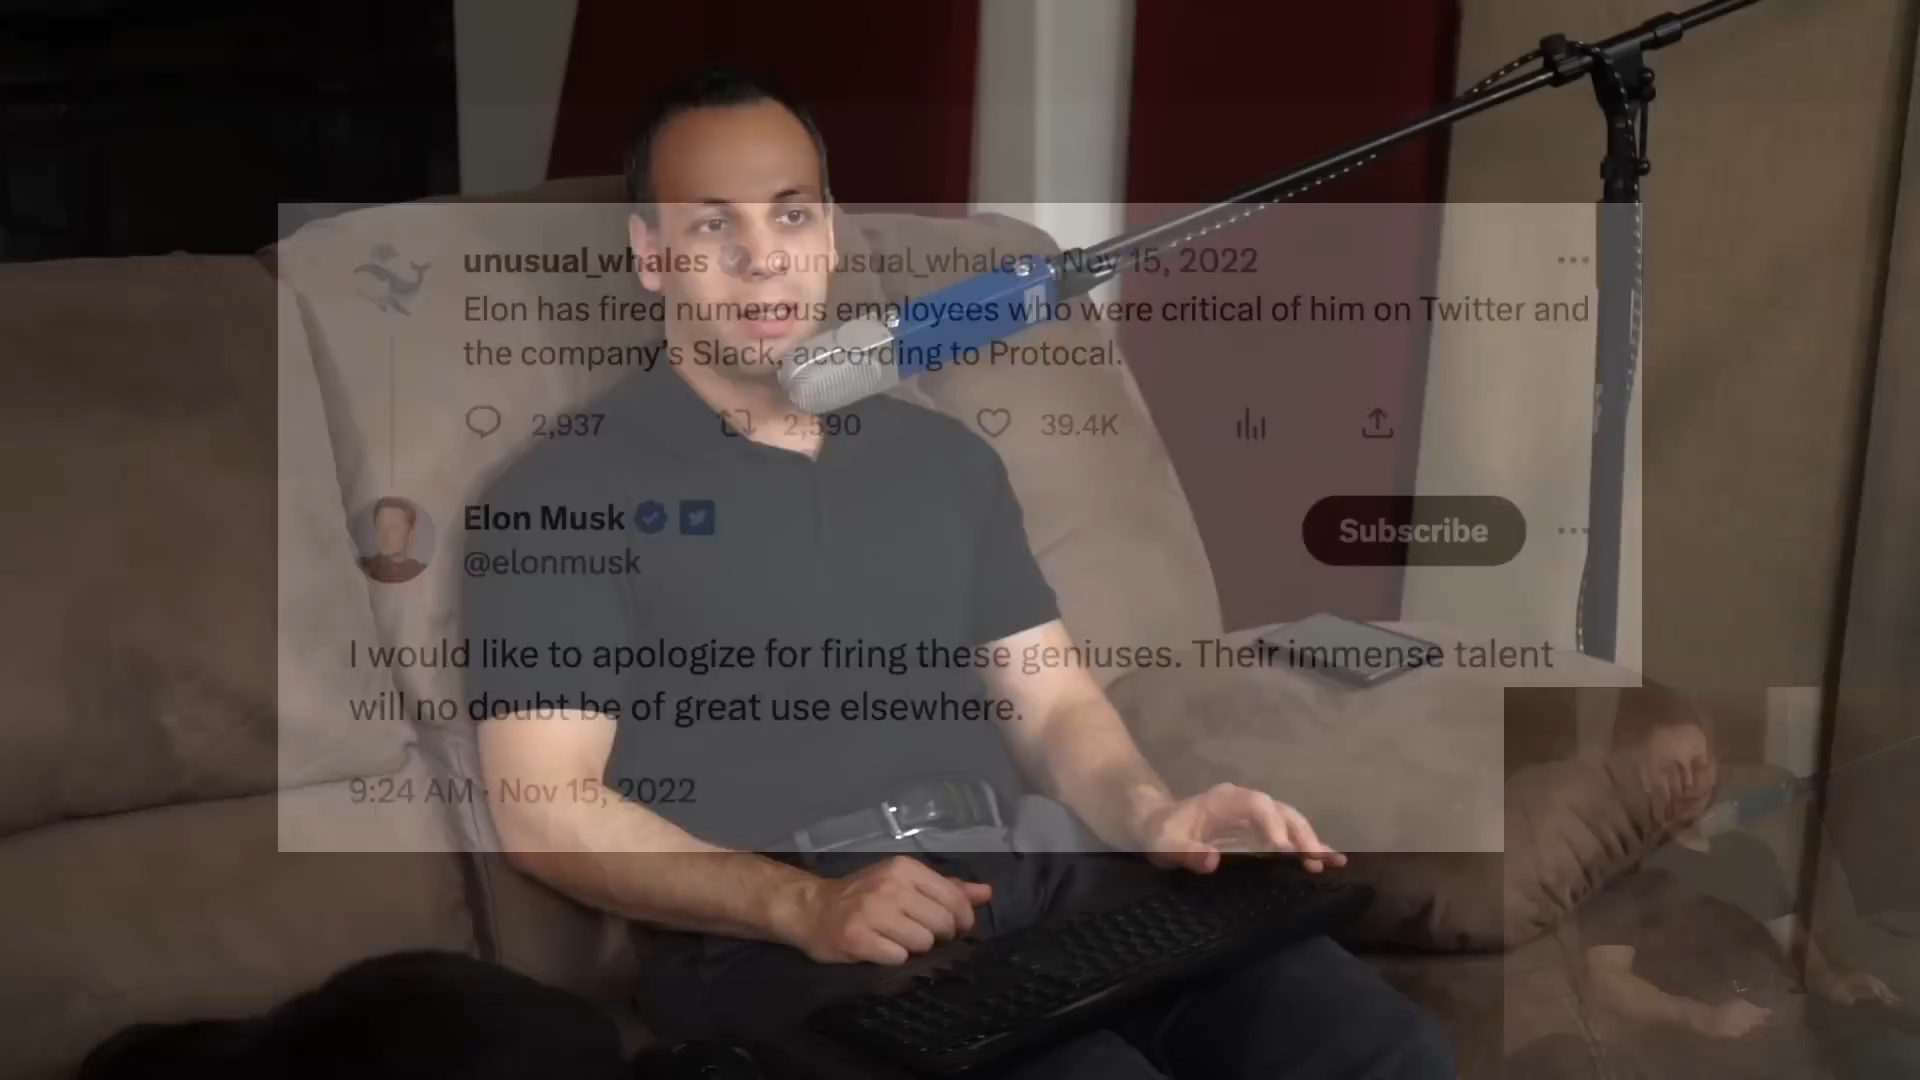 unusual_whales @unusual_whales · Nov 15, 2022
Elon has fired numerous employees who were critical of him on Twitter and
the company's Slack, according to Protocal.
2,937 2,590 39.4K
Elon Musk
@elonmusk
Subscribe
I would like to apologize for firing these geniuses. Their immense talent
will no doubt be of great use elsewhere.
9:24 AM · Nov 15, 2022